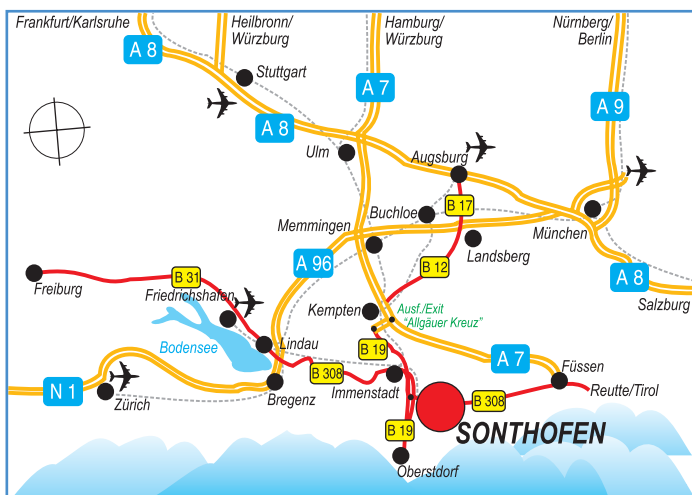 Frankfurt/Karlsruhe
Heilbronn/
Würzburg
Hamburg/
Würzburg
Nürnberg/
Berlin
A 8
Stuttgart
A 7
A 9
A 8
Ulm
Augsburg
B 17
Buchloe
Memmingen
München
Landsberg
A 96
B 12
B 31
Freiburg
A 8
Friedrichshafen
Salzburg
Kempten
Ausf./Exit
"Allgäuer Kreuz"
Bodensee
Lindau
B 19
A 7
Füssen
B 308
N 1
Zürich
Bregenz
Immenstadt
B 308
Reutte/Tirol
B 19
SONTHOFEN
Oberstdorf